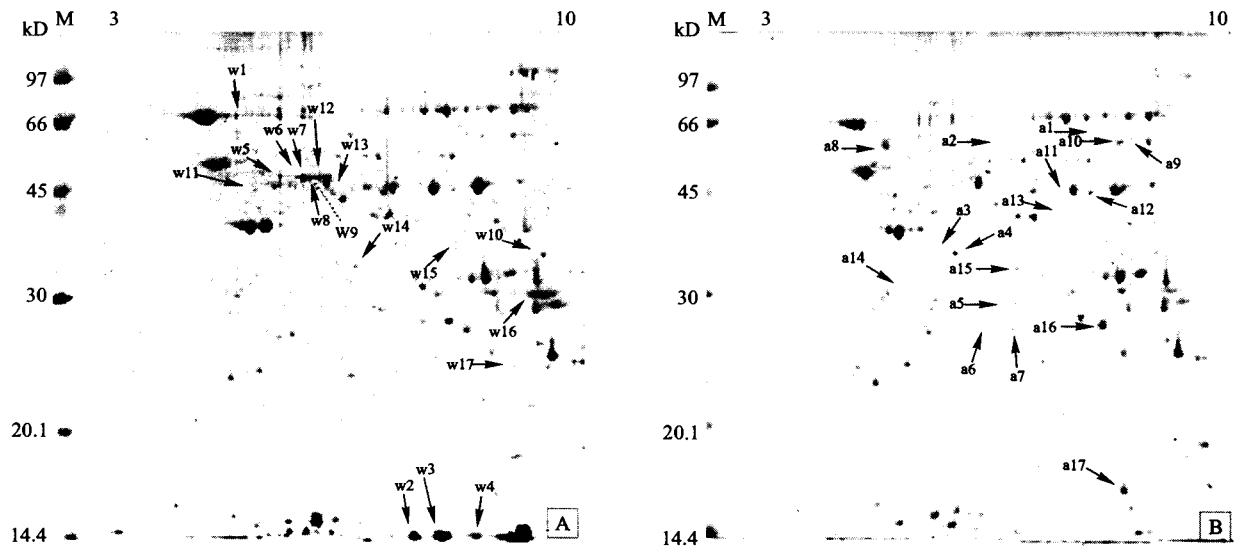 M 3 10
kD
97
66
45
30
20.1
14.4
w1
w12
w6 w7
w5
w13
w11
w8
W9
w14
w10
w15
w16
w17
w3
w2
w4
A
M 3 10
kD
97
66
45
30
20.1
14.4
a1
a2
a10
a8
a9
a11
a13
a12
a3
a4
a14
a15
a5
a16
a6
a7
a17
B